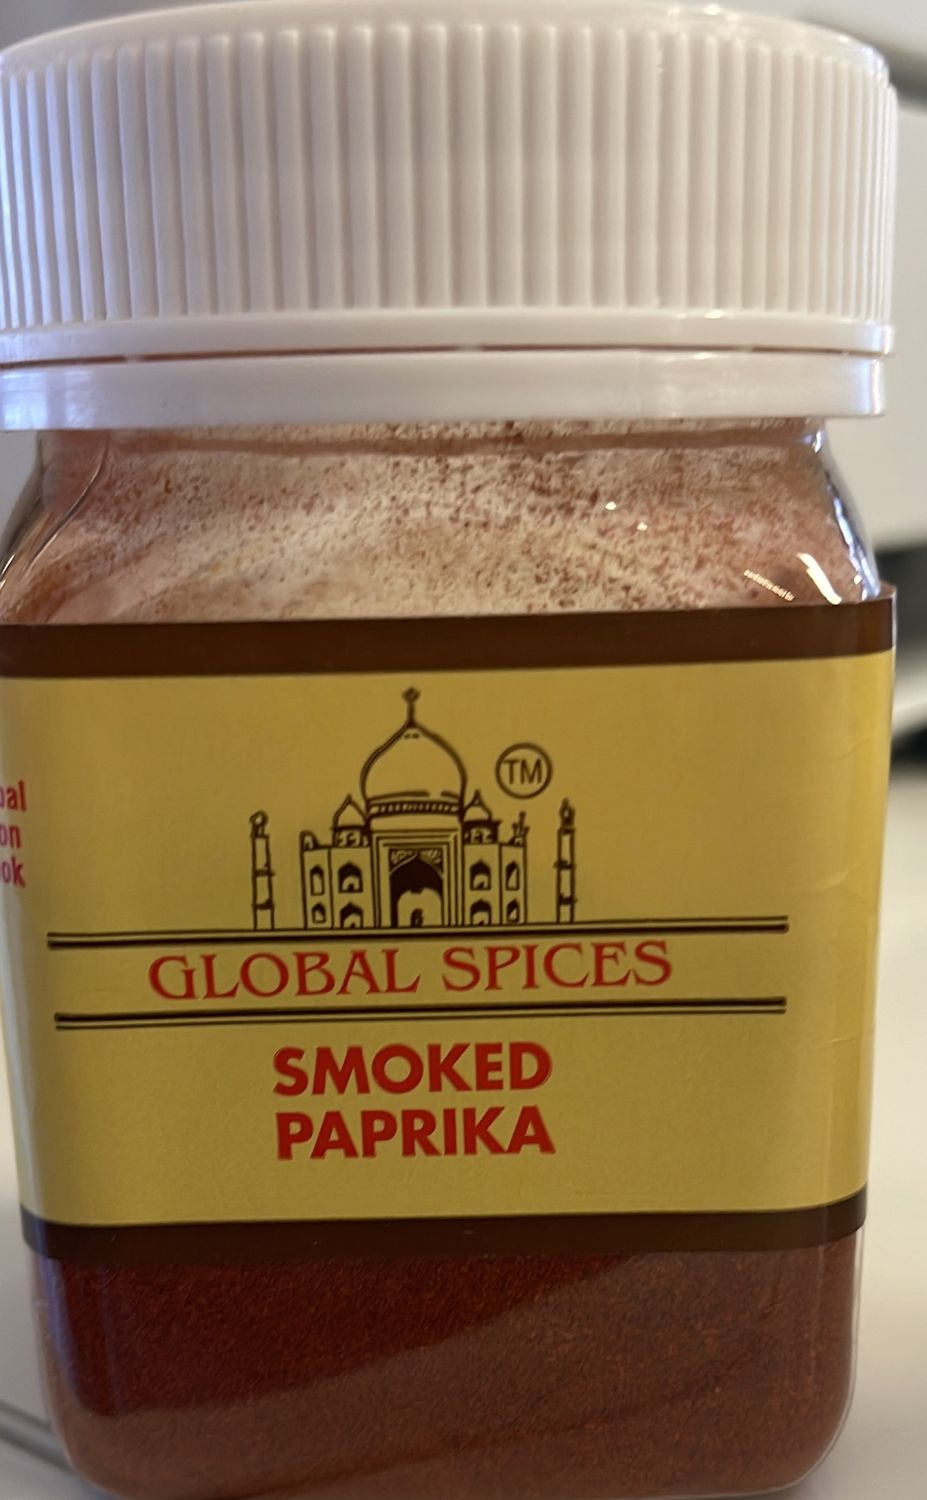 TM
GLOBAL SPICES
SMOKED
PAPRIKA